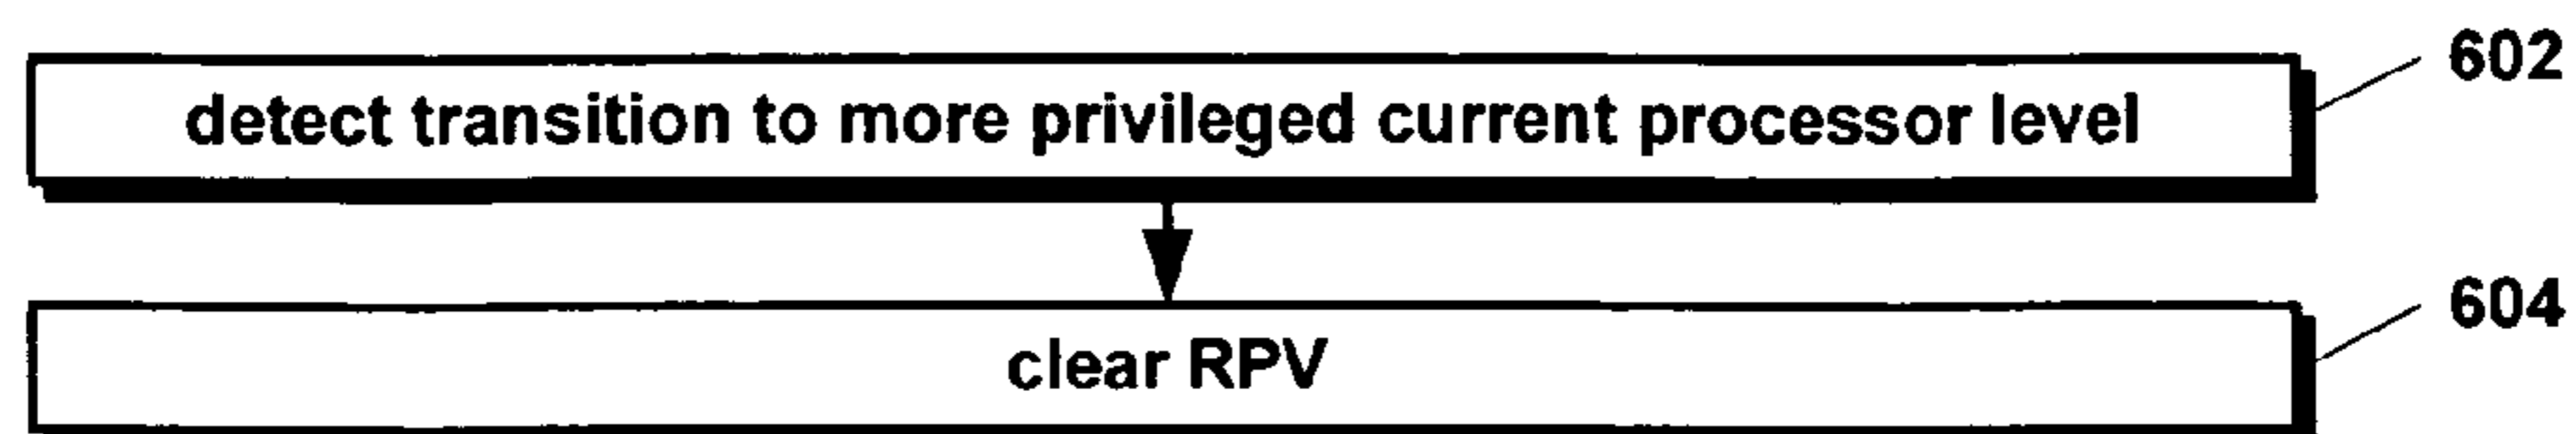 detect transition to more privileged current processor level
602
clear RPV
604